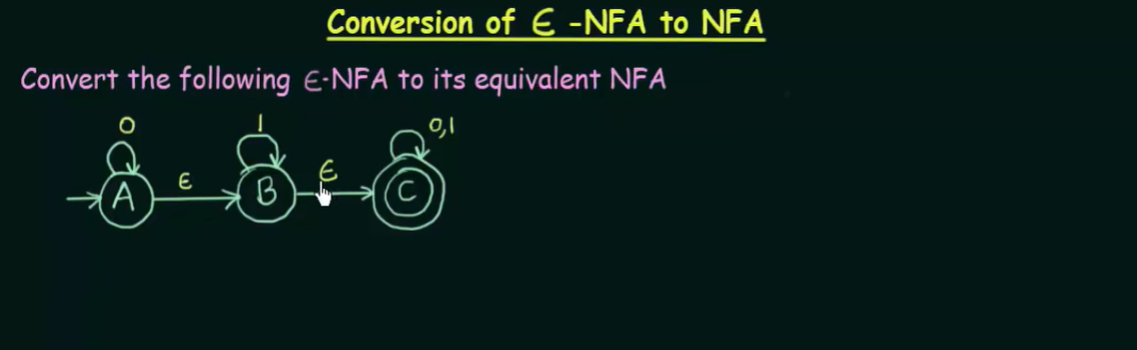 Conversion of ϵ -NFA to NFA
Convert the following ϵ-NFA to its equivalent NFA
0 1 0,1
ϵ ϵ
A B C